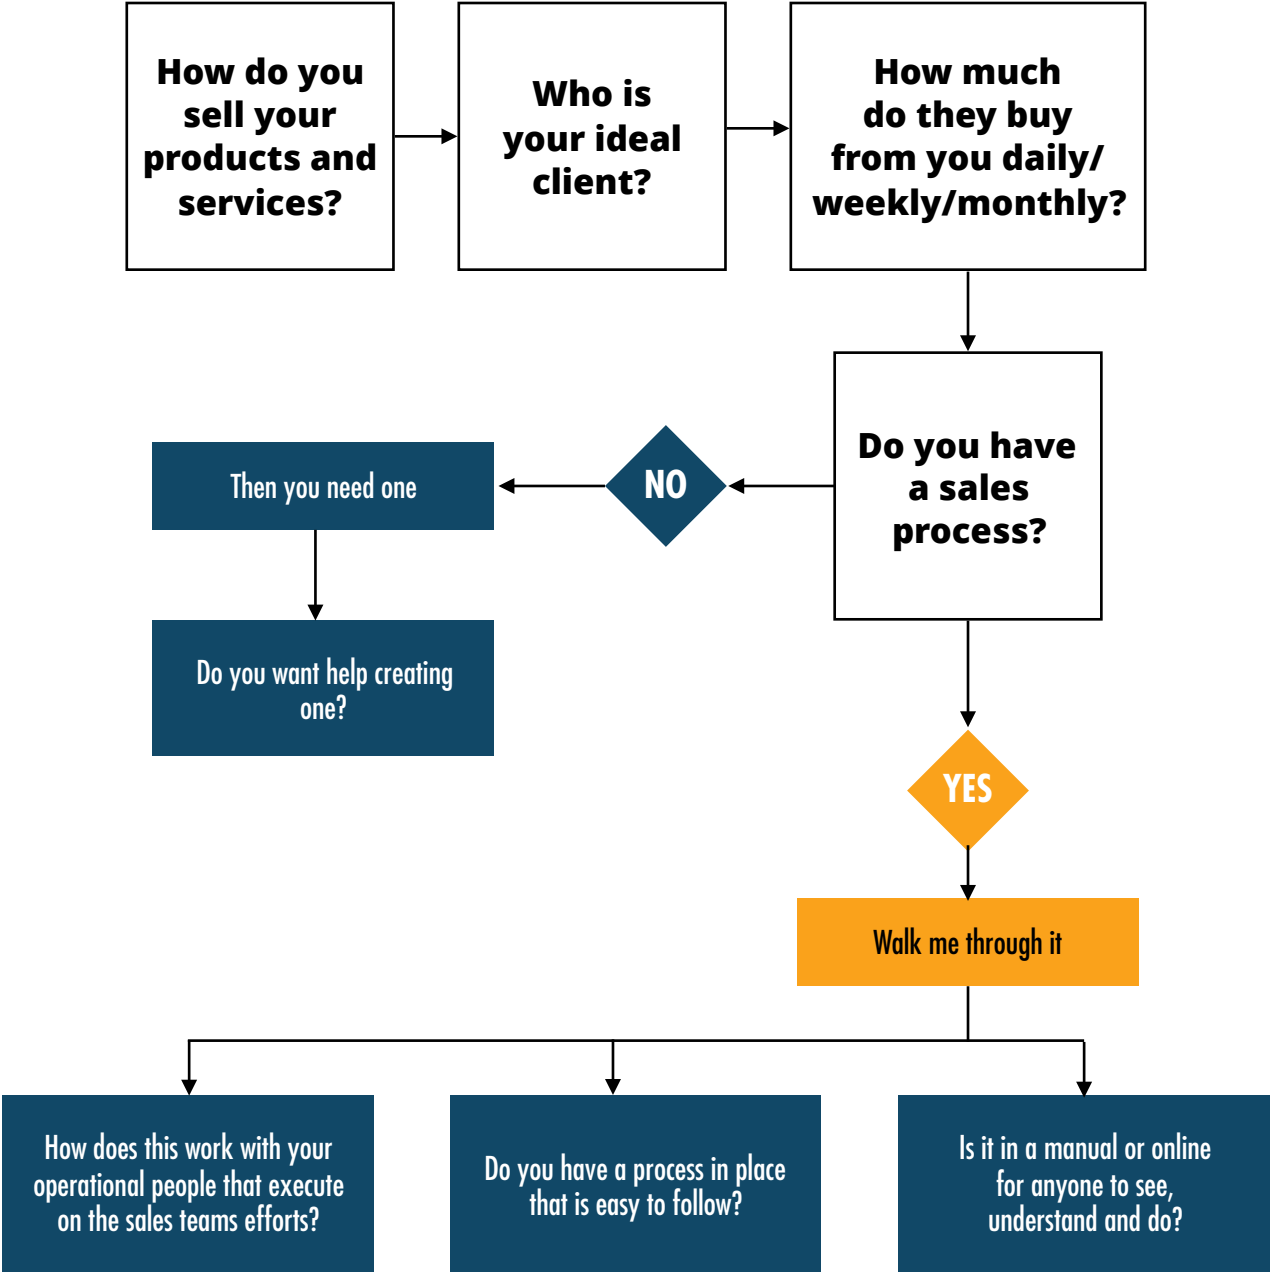 How do you
sell your
products and
services?
Who is
your ideal
client?
How much
do they buy
from you daily/
weekly/monthly?
Do you have
a sales
process?
NO
Then you need one
Do you want help creating
one?
YES
Walk me through it
How does this work with your
operational people that execute
on the sales teams efforts?
Do you have a process in place
that is easy to follow?
Is it in a manual or online
for anyone to see,
understand and do?